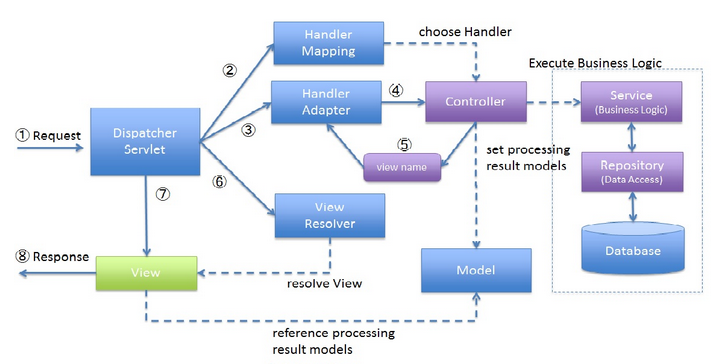 Handler
Mapping
choose Handler
Execute Business Logic
②
Handler
Adapter
④
Controller
Service
(Business Logic)
① Request
Dispatcher
Servlet
③
⑤
view name
set processing
result models
Repository
(Data Access)
⑦
⑥
View
Resolver
Database
⑧ Response
View
resolve View
Model
reference processing
result models